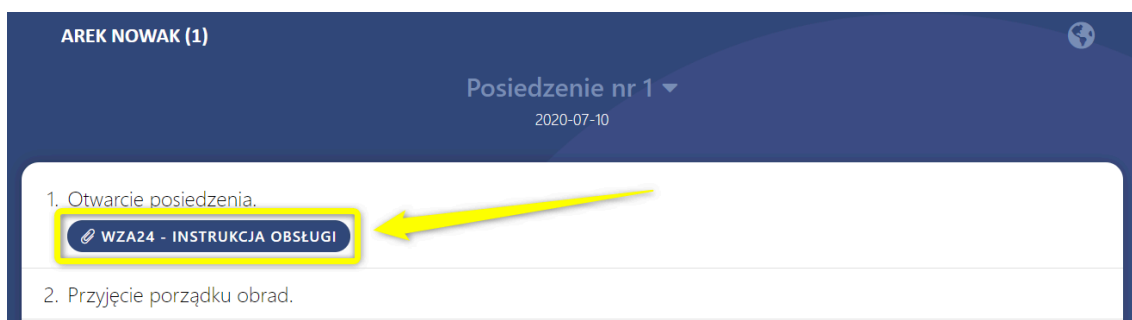 AREK NOWAK (1)
Posiedzenie nr 1
2020-07-10
1. Otwarcie posiedzenia.
WZA24 - INSTRUKCJA OBSŁUGI
2. Przyjęcie porządku obrad.